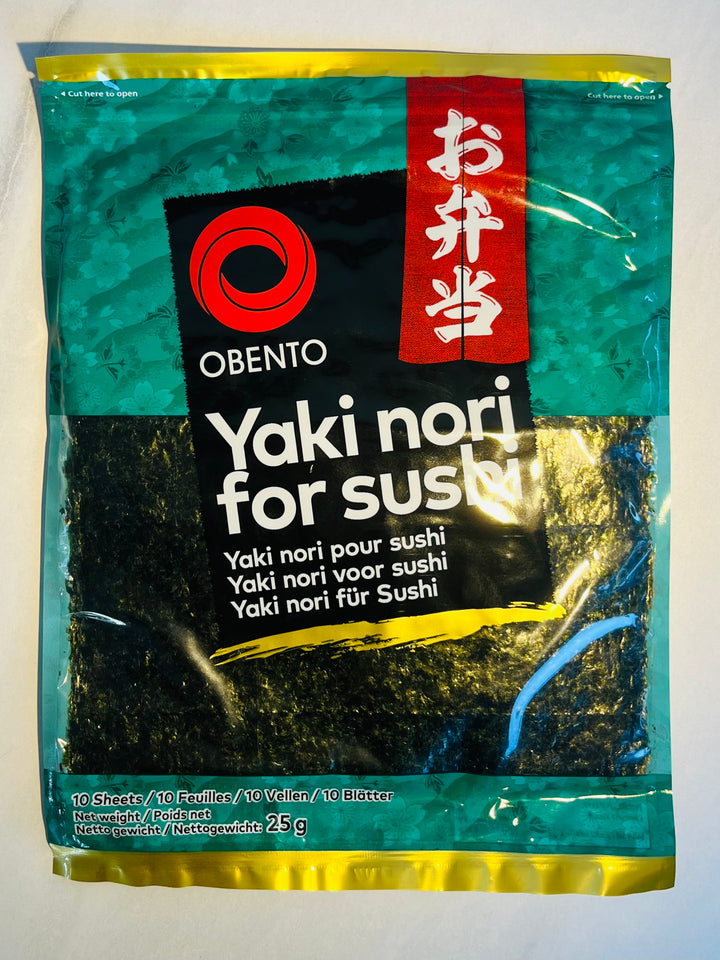 ◂ Cut here to open
Cut here to open ▸
お弁当
OBENTO
Yaki nori
for sushi
Yaki nori pour sushi
Yaki nori voor sushi
Yaki nori für Sushi
10 Sheets / 10 Feuilles / 10 Vellen / 10 Blätter
Net weight / Poids net
Netto gewicht / Nettogewicht: 25 g